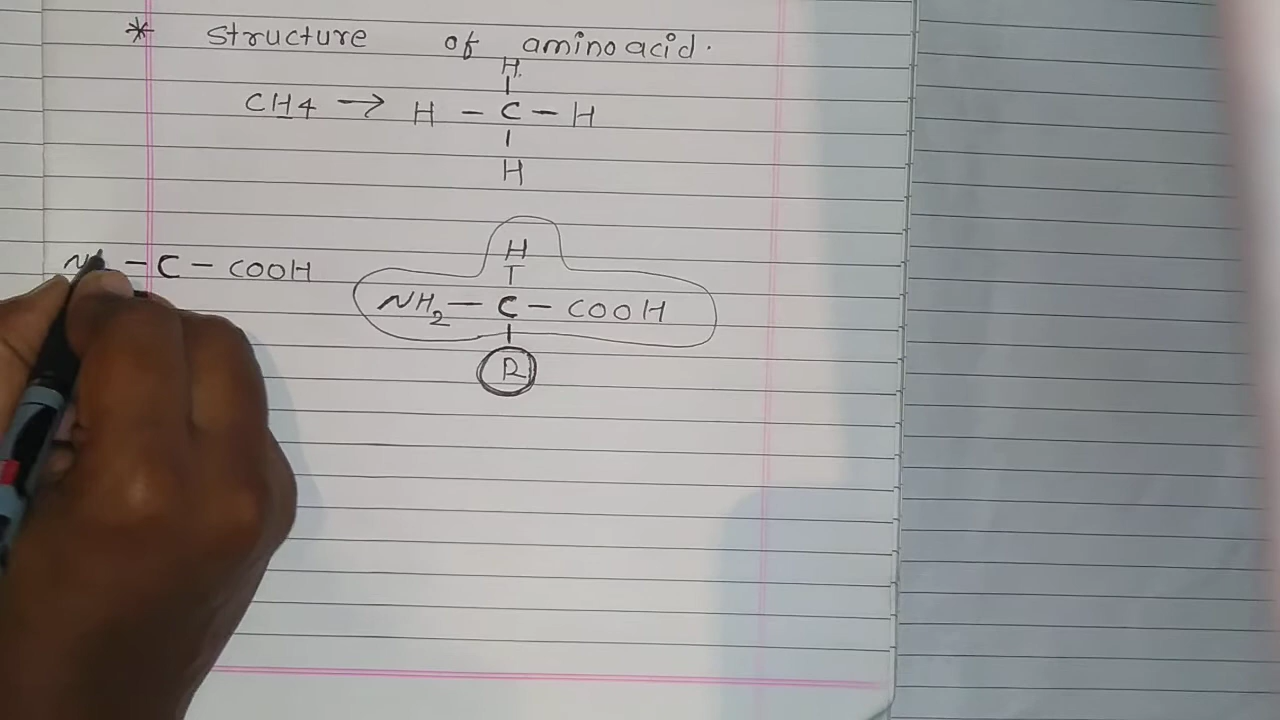 * Structure of amino acid.
H
CH4 → H - C - H
H
H
N - C - COOH
NH2 - C - COOH
R